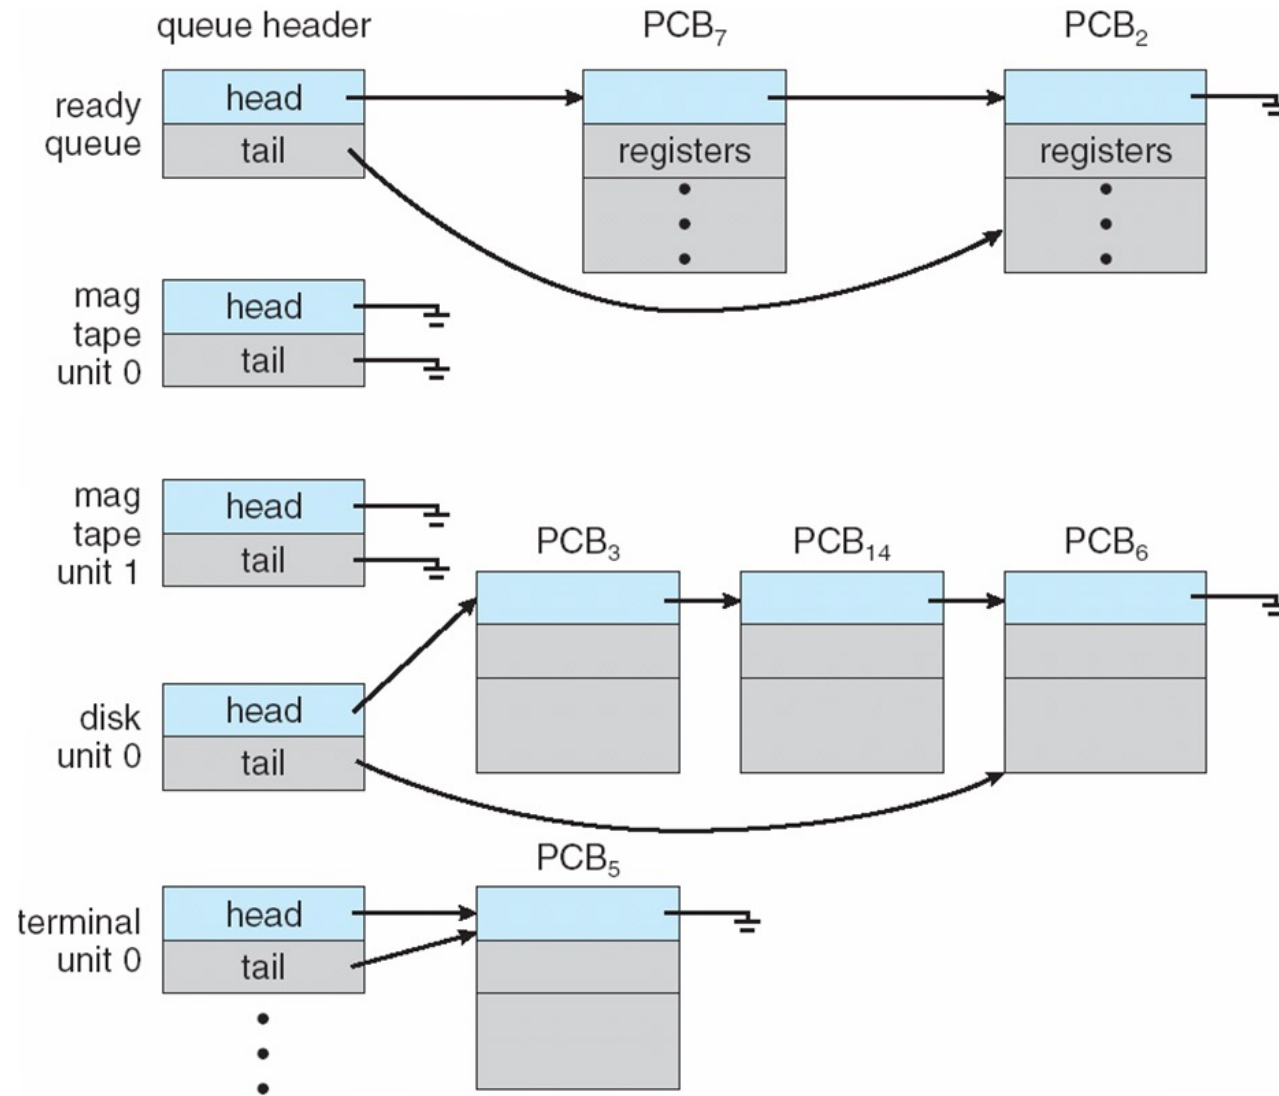 queue header
PCB₇
PCB₂
ready
queue
head
tail
registers
registers
mag
tape
unit 0
head
tail
mag
tape
unit 1
head
tail
PCB₃
PCB₁₄
PCB₆
disk
unit 0
head
tail
PCB₅
terminal
unit 0
head
tail